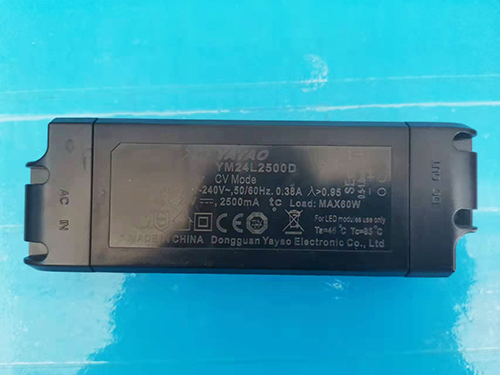 YAYAO
YM24L2500D
CV Mode
-240V~,50/60Hz, 0.38A λ>0.95
2500mA tc Load: MAX60W
For LED modules use only
Ta=45°C Tc=85°C
MADE IN CHINA Dongguan Yayao Electronic Co., Ltd
AC IN
DC OUT